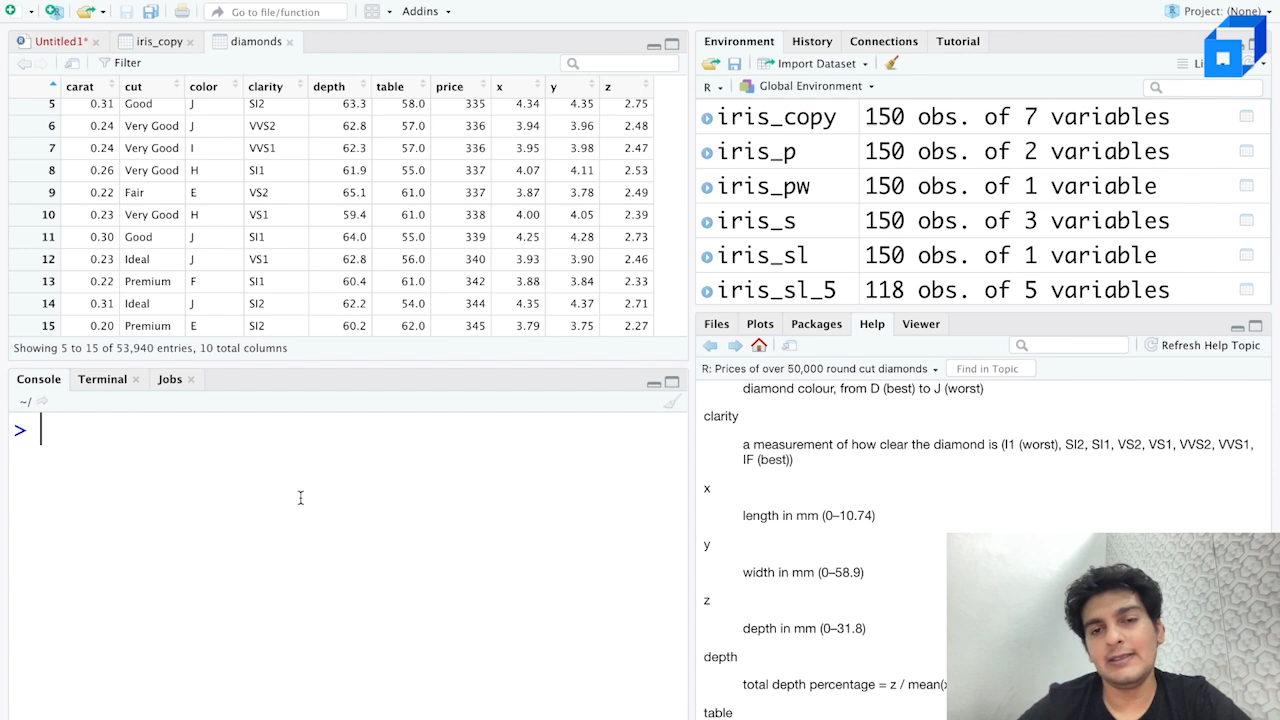 Go to file/function
Addins
Project: (None)
Untitled1*
iris_copy
diamonds
Filter
carat cut color clarity depth table price x y z
5 0.31 Good J SI2 63.3 58.0 335 4.34 4.35 2.75
6 0.24 Very Good J VVS2 62.8 57.0 336 3.94 3.96 2.48
7 0.24 Very Good I VVS1 62.3 57.0 336 3.95 3.98 2.47
8 0.26 Very Good H SI1 61.9 55.0 337 4.07 4.11 2.53
9 0.22 Fair E VS2 65.1 61.0 337 3.87 3.78 2.49
10 0.23 Very Good H VS1 59.4 61.0 338 4.00 4.05 2.39
11 0.30 Good J SI1 64.0 55.0 339 4.25 4.28 2.73
12 0.23 Ideal J VS1 62.8 56.0 340 3.93 3.90 2.46
13 0.22 Premium F SI1 60.4 61.0 342 3.88 3.84 2.33
14 0.31 Ideal J SI2 62.2 54.0 344 4.35 4.37 2.71
15 0.20 Premium E SI2 60.2 62.0 345 3.79 3.75 2.27
Showing 5 to 15 of 53,940 entries, 10 total columns
Console Terminal Jobs
~/
>
Environment History Connections Tutorial
Import Dataset
R Global Environment
iris_copy 150 obs. of 7 variables
iris_p 150 obs. of 2 variables
iris_pw 150 obs. of 1 variable
iris_s 150 obs. of 3 variables
iris_sl 150 obs. of 1 variable
iris_sl_5 118 obs. of 5 variables
Files Plots Packages Help Viewer
Refresh Help Topic
R: Prices of over 50,000 round cut diamonds
Find in Topic
diamond colour, from D (best) to J (worst)
clarity
a measurement of how clear the diamond is (I1 (worst), SI2, SI1, VS2, VS1, VVS2, VVS1,
IF (best))
x
length in mm (0–10.74)
y
width in mm (0–58.9)
z
depth in mm (0–31.8)
depth
total depth percentage = z / mean(
table